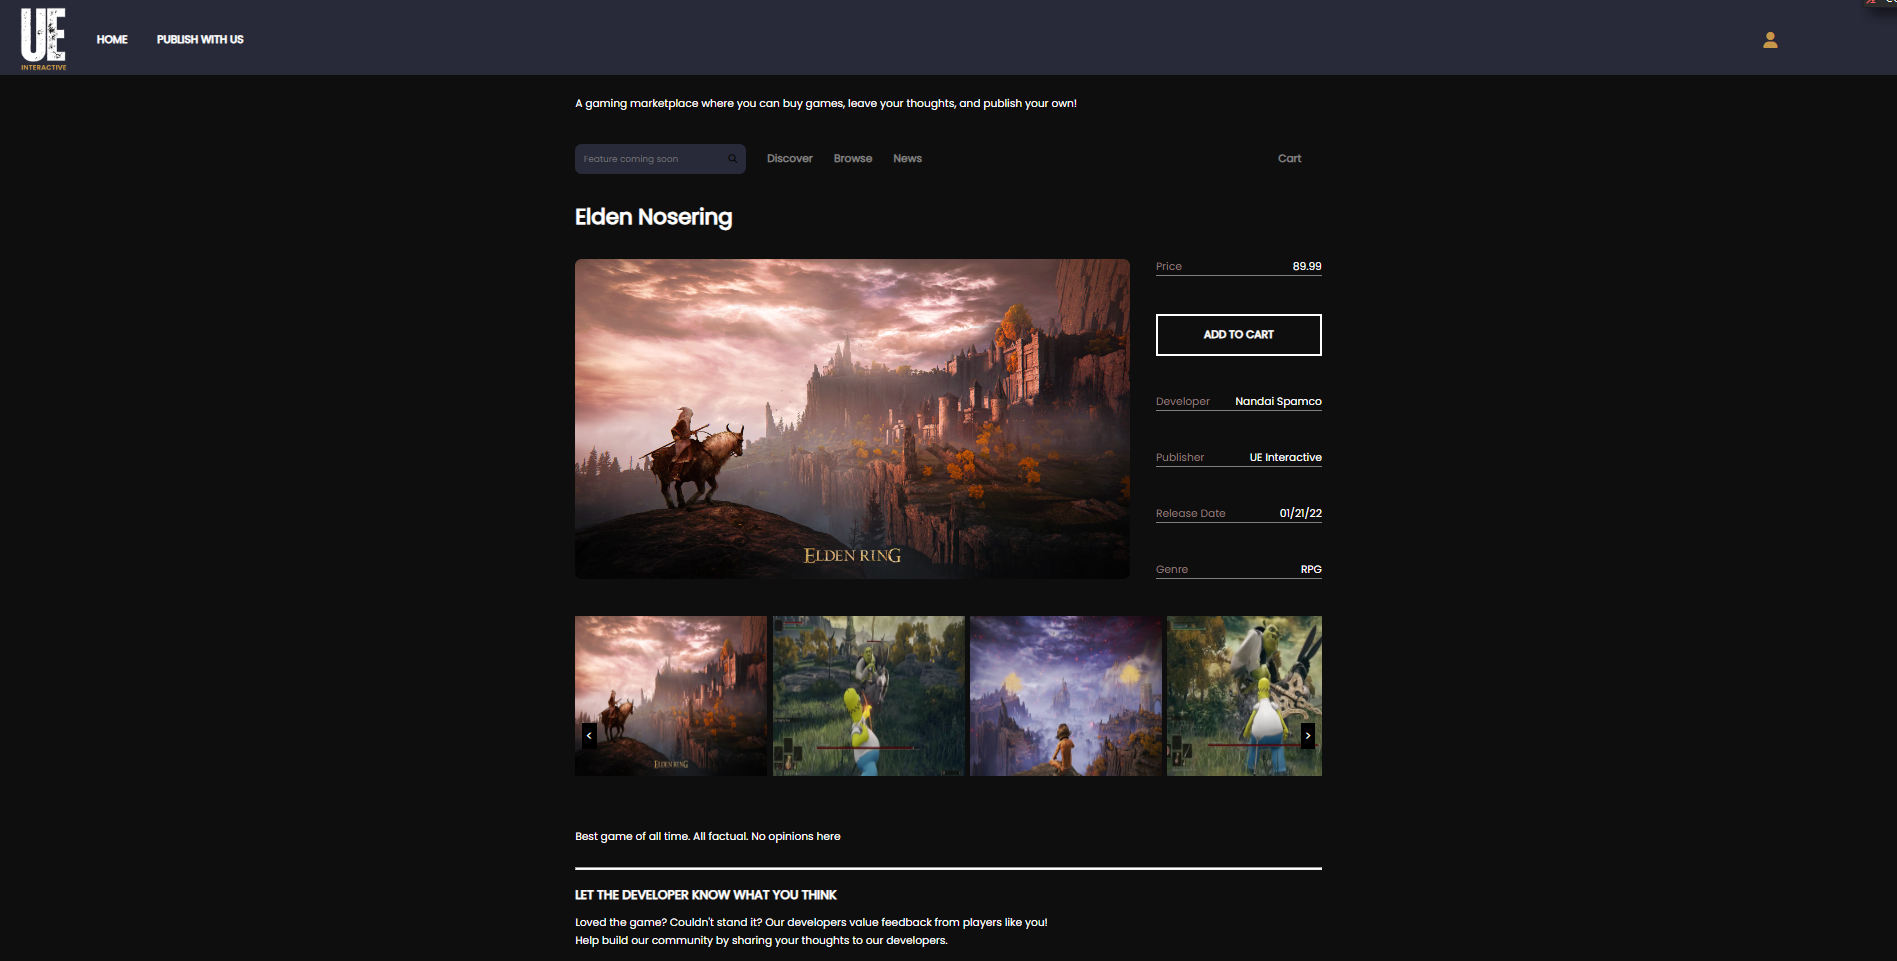 UE
INTERACTIVE
HOME
PUBLISH WITH US
A gaming marketplace where you can buy games, leave your thoughts, and publish your own!
Feature coming soon
Discover
Browse
News
Cart
Elden Nosering
ELDEN RING
Price
89.99
ADD TO CART
Developer
Nandai Spamco
Publisher
UE Interactive
Release Date
01/21/22
Genre
RPG
ELDEN RING
Best game of all time. All factual. No opinions here
LET THE DEVELOPER KNOW WHAT YOU THINK
Loved the game? Couldn't stand it? Our developers value feedback from players like you!
Help build our community by sharing your thoughts to our developers.